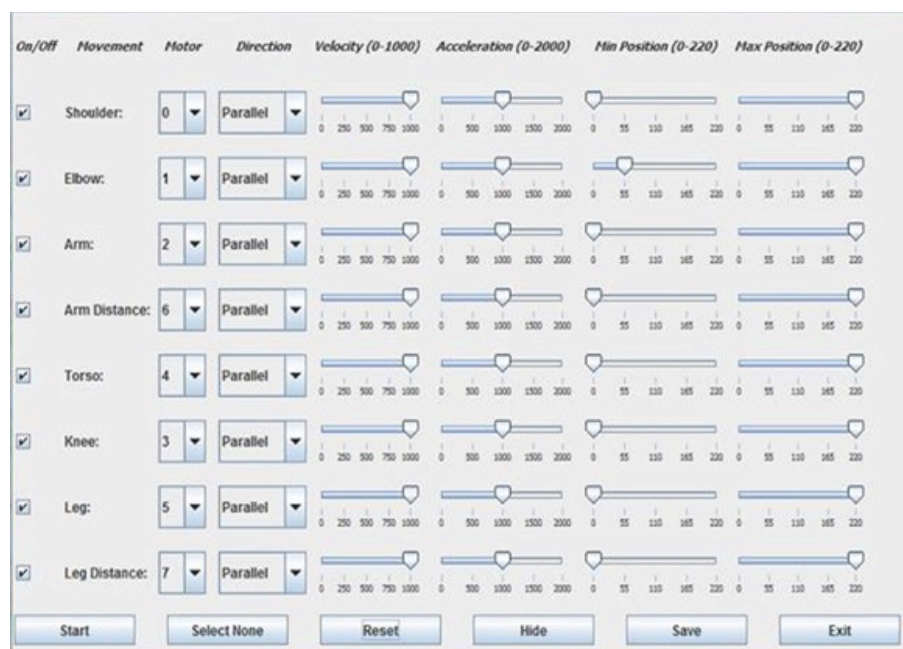 On/Off Movement Motor Direction Velocity (0-1000) Acceleration (0-2000) Min Position (0-220) Max Position (0-220)
Shoulder: 0 Parallel
0 250 500 750 1000 0 500 1000 1500 2000 0 55 110 165 220 0 55 110 165 220
Elbow: 1 Parallel
0 250 500 750 1000 0 500 1000 1500 2000 0 55 110 165 220 0 55 110 165 220
Arm: 2 Parallel
0 250 500 750 1000 0 500 1000 1500 2000 0 55 110 165 220 0 55 110 165 220
Arm Distance: 6 Parallel
0 250 500 750 1000 0 500 1000 1500 2000 0 55 110 165 220 0 55 110 165 220
Torso: 4 Parallel
0 250 500 750 1000 0 500 1000 1500 2000 0 55 110 165 220 0 55 110 165 220
Knee: 3 Parallel
0 250 500 750 1000 0 500 1000 1500 2000 0 55 110 165 220 0 55 110 165 220
Leg: 5 Parallel
0 250 500 750 1000 0 500 1000 1500 2000 0 55 110 165 220 0 55 110 165 220
Leg Distance: 7 Parallel
0 250 500 750 1000 0 500 1000 1500 2000 0 55 110 165 220 0 55 110 165 220
Start Select None Reset Hide Save Exit